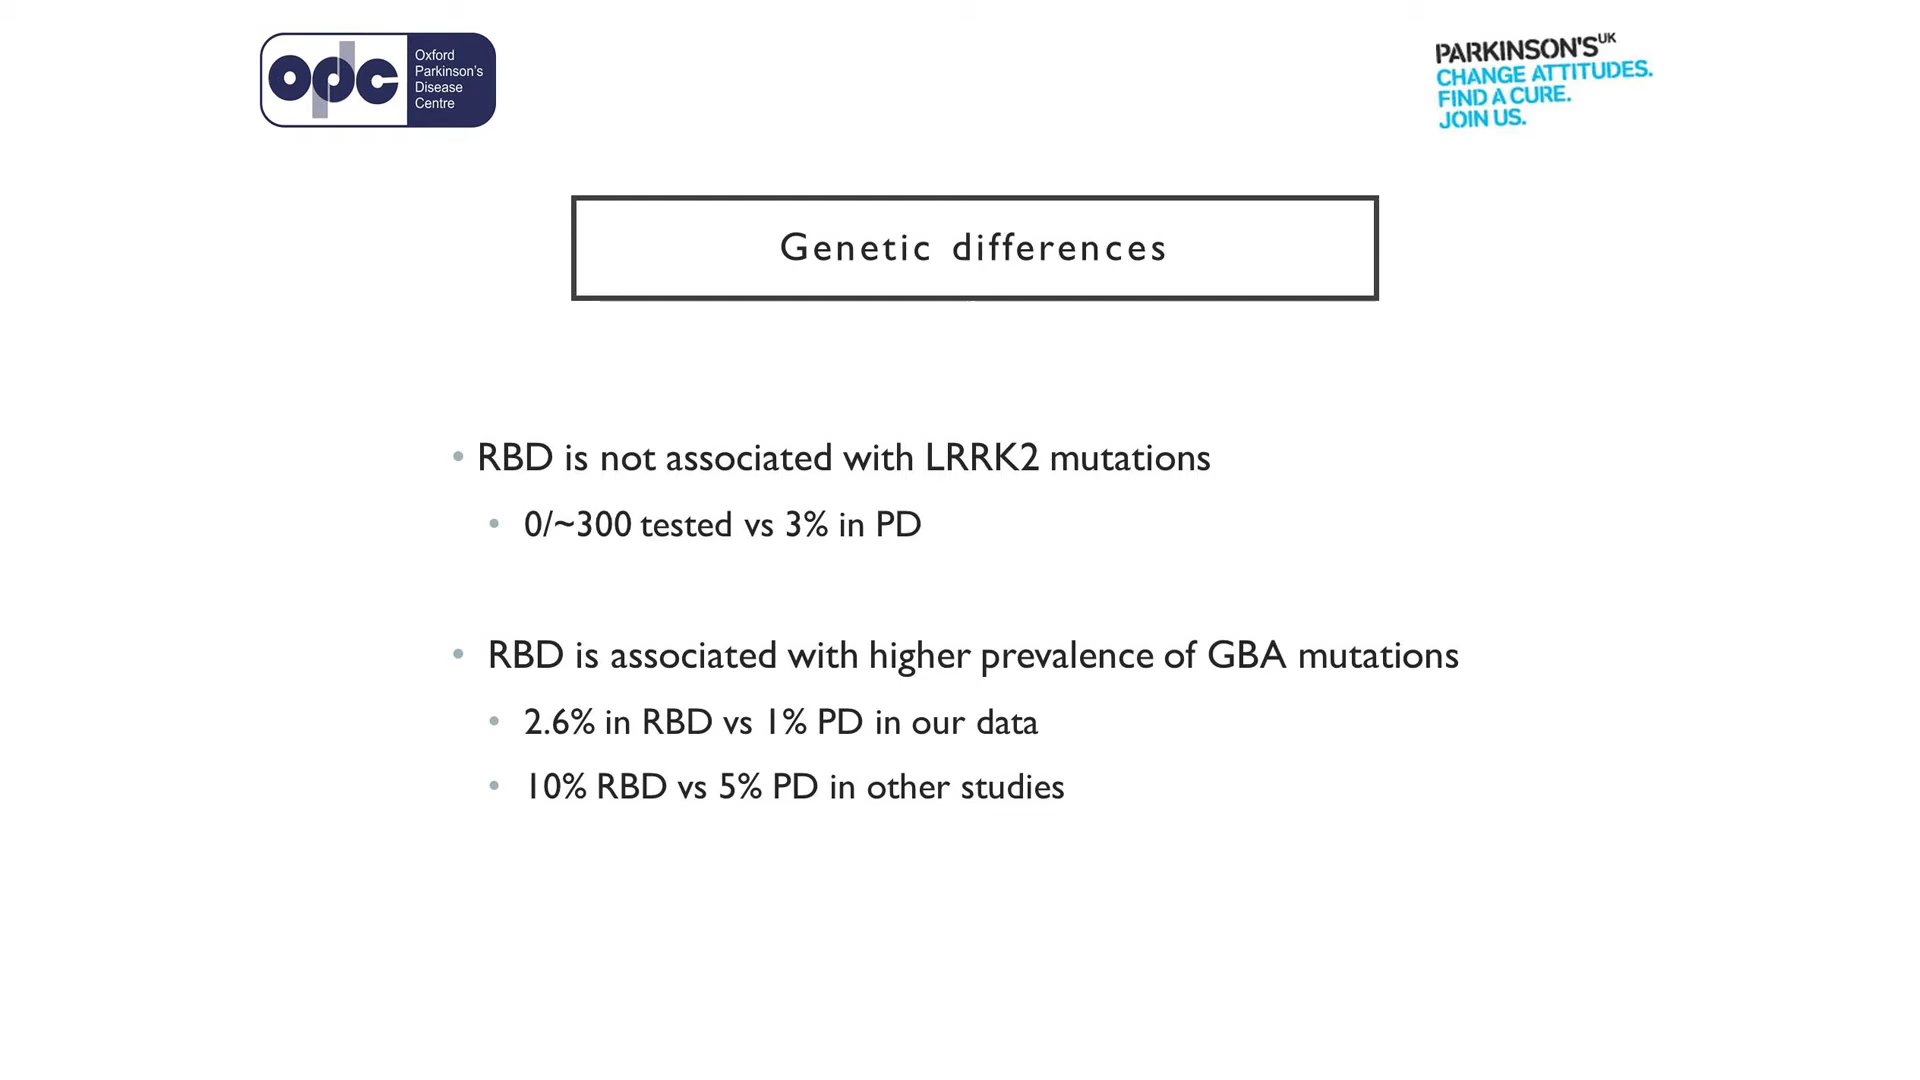 opdc
Oxford
Parkinson's
Disease
Centre
PARKINSON'S UK
CHANGE ATTITUDES.
FIND A CURE.
JOIN US.
Genetic differences
• RBD is not associated with LRRK2 mutations
• 0/~300 tested vs 3% in PD
• RBD is associated with higher prevalence of GBA mutations
• 2.6% in RBD vs 1% PD in our data
• 10% RBD vs 5% PD in other studies